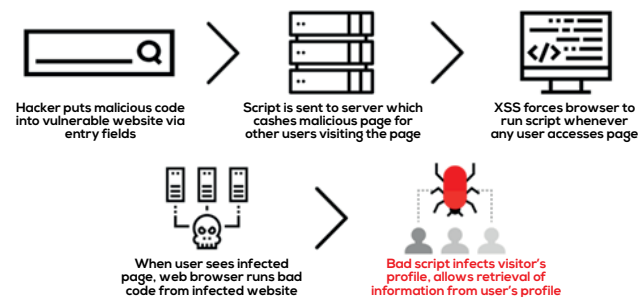 </>
Hacker puts malicious code
into vulnerable website via
entry fields
Script is sent to server which
cashes malicious page for
other users visiting the page
XSS forces browser to
run script whenever
any user accesses page
When user sees infected
page, web browser runs bad
code from infected website
Bad script infects visitor's
profile, allows retrieval of
information from user's profile